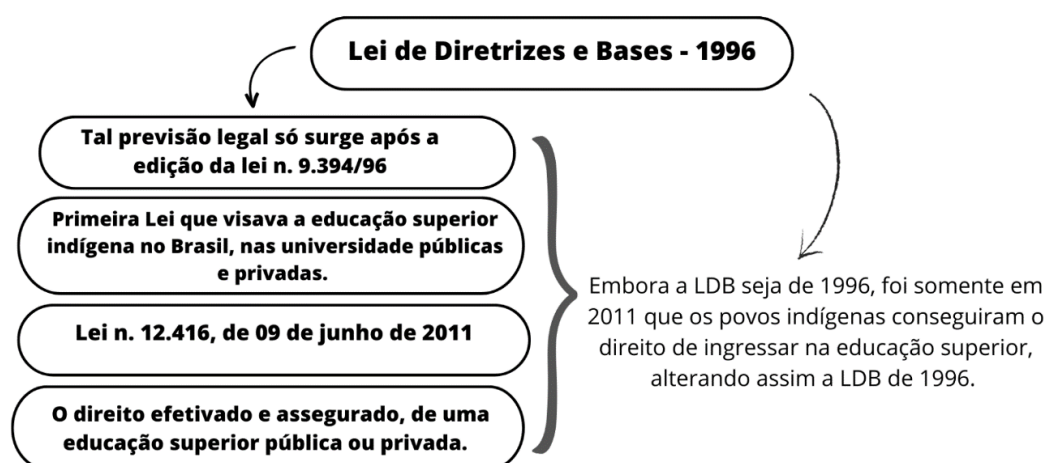 Lei de Diretrizes e Bases - 1996
Tal previsão legal só surge após a
edição da lei n. 9.394/96
Primeira Lei que visava a educação superior
indígena no Brasil, nas universidade públicas
e privadas.
Lei n. 12.416, de 09 de junho de 2011
O direito efetivado e assegurado, de uma
educação superior pública ou privada.
Embora a LDB seja de 1996, foi somente em
2011 que os povos indígenas conseguiram o
direito de ingressar na educação superior,
alterando assim a LDB de 1996.